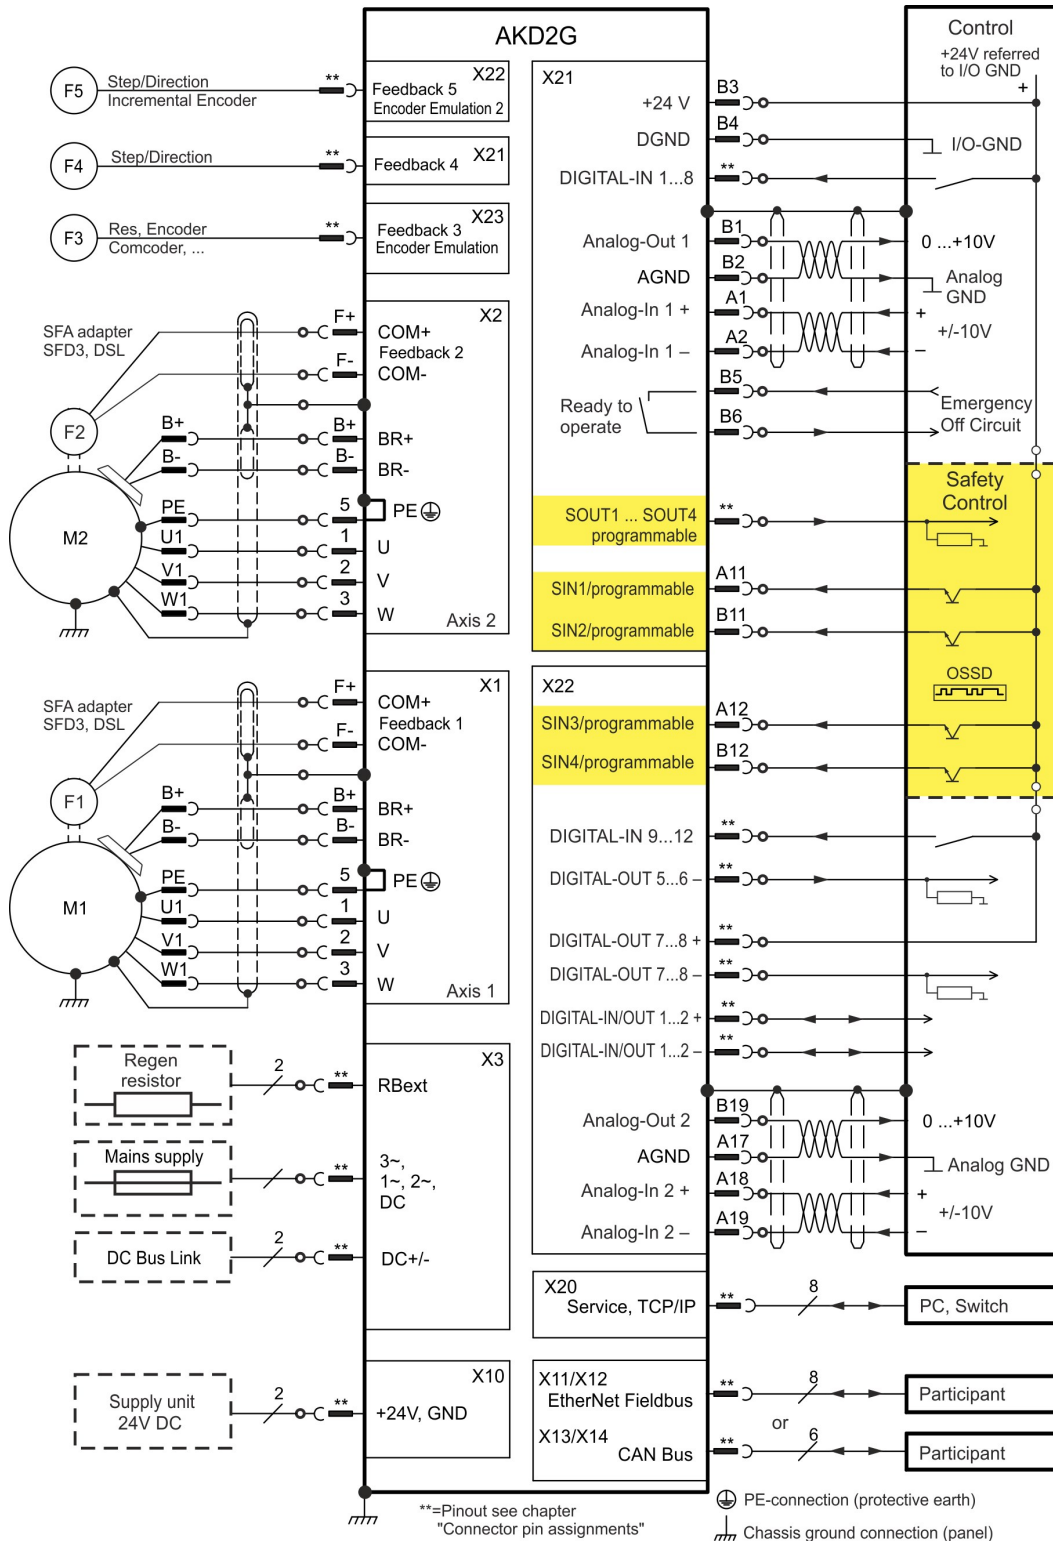 AKD2G
F5
Step/Direction
Incremental Encoder
**
X22
Feedback 5
Encoder Emulation 2
F4
Step/Direction
**
X21
Feedback 4
F3
Res, Encoder
Comcoder, ...
**
X23
Feedback 3
Encoder Emulation
X2
SFA adapter
SFD3, DSL
F+
COM+
Feedback 2
F-
COM-
F2
B+
B+
BR+
B-
B-
BR-
M2
PE
5
PE
U1
1
U
V1
2
V
W1
3
W
Axis 2
X1
SFA adapter
SFD3, DSL
F+
COM+
Feedback 1
F-
COM-
F1
B+
B+
BR+
B-
B-
BR-
M1
PE
5
PE
U1
1
U
V1
2
V
W1
3
W
Axis 1
Regen
resistor
2
**
X3
RBext
Mains supply
**
3~,
1~, 2~,
DC
DC Bus Link
2
**
DC+/-
Supply unit
24V DC
2
**
X10
+24V, GND
X21
+24 V
B3
DGND
B4
DIGITAL-IN 1...8
**
Analog-Out 1
B1
AGND
B2
Analog-In 1 +
A1
Analog-In 1 –
A2
Ready to
operate
B5
B6
SOUT1 ... SOUT4
programmable
**
SIN1/programmable
A11
SIN2/programmable
B11
X22
SIN3/programmable
A12
SIN4/programmable
B12
DIGITAL-IN 9...12
**
DIGITAL-OUT 5...6 –
**
DIGITAL-OUT 7...8 +
**
DIGITAL-OUT 7...8 –
**
DIGITAL-IN/OUT 1...2 +
**
DIGITAL-IN/OUT 1...2 –
**
Analog-Out 2
B19
AGND
A17
Analog-In 2 +
A18
Analog-In 2 –
A19
X20
Service, TCP/IP
**
8
X11/X12
EtherNet Fieldbus
**
8
or
X13/X14
CAN Bus
**
6
Control
+24V referred
to I/O GND
+
I/O-GND
0 ...+10V
Analog
GND
+
+/-10V
–
Emergency
Off Circuit
Safety
Control
OSSD
0 ...+10V
Analog GND
+
+/-10V
–
PC, Switch
Participant
Participant
**=Pinout see chapter
"Connector pin assignments"
PE-connection (protective earth)
Chassis ground connection (panel)